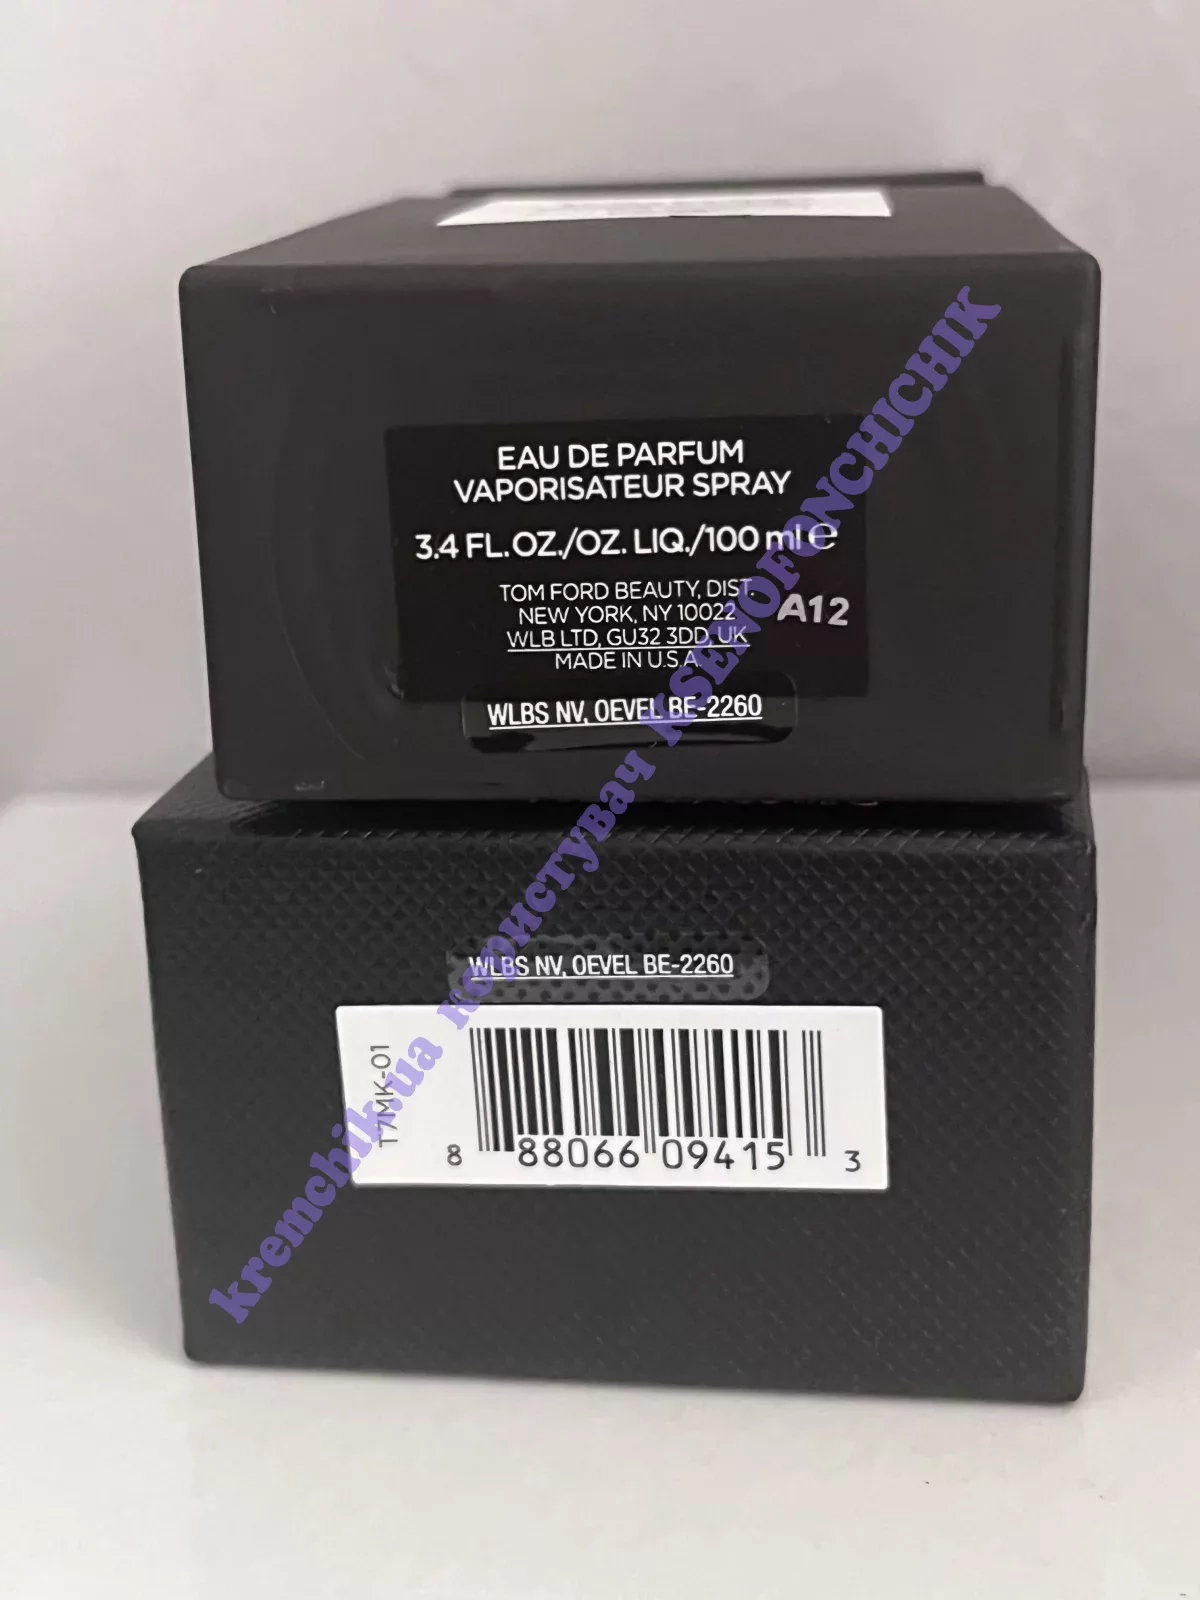 EAU DE PARFUM
VAPORISATEUR SPRAY
3.4 FL. OZ./OZ. LIQ./100 ml ℮
TOM FORD BEAUTY, DIST.
NEW YORK, NY 10022
WLB LTD, GU32 3DD, UK
MADE IN U.S.A.
A12
WLBS NV, OEVEL BE-2260
WLBS NV, OEVEL BE-2260
T7MK-01
8 88066 09415 3
kremchik.ua користувач KSENOFONCHICHIK